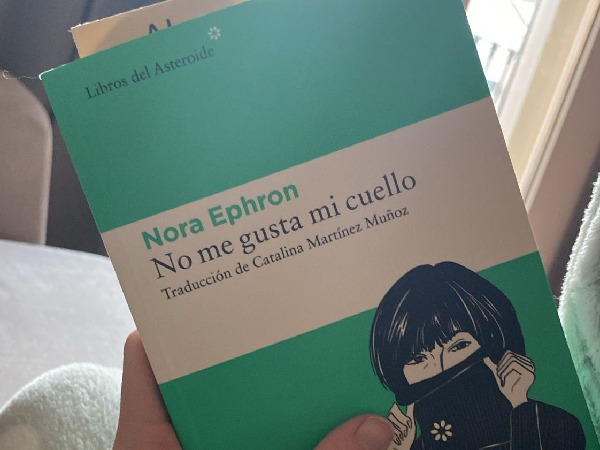 Libros del Asteroide
Nora Ephron
No me gusta mi cuello
Traducción de Catalina Martínez Muñoz